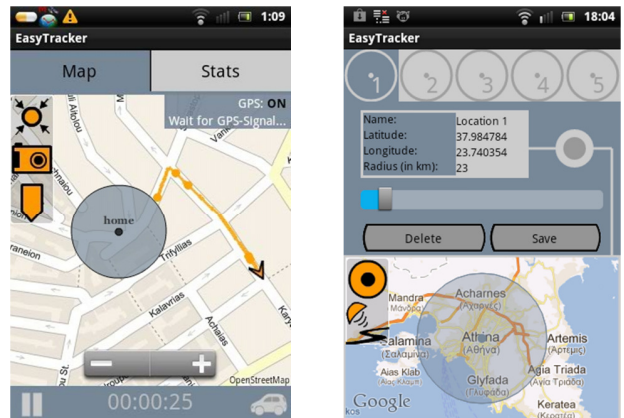 1:09
EasyTracker
Map
Stats
GPS: ON
Wait for GPS-Signal...
home
Trifyllias
Kalavrias
Achaias
OpenStreetMap
00:00:25
18:04
EasyTracker
1
2
3
4
5
Name: Location 1
Latitude: 37.984784
Longitude: 23.740354
Radius (in km): 23
Delete
Save
Mandra
Acharnes
(Αχαρνές)
Athina
(Αθήνα)
Artemis
(Αρτέμις)
alamina
(Σαλαμίνα)
Aias Klab
Glyfada
(Γλυφάδα)
Agia Triada
(Αγία Τριάδα)
Keratea
Google
kos